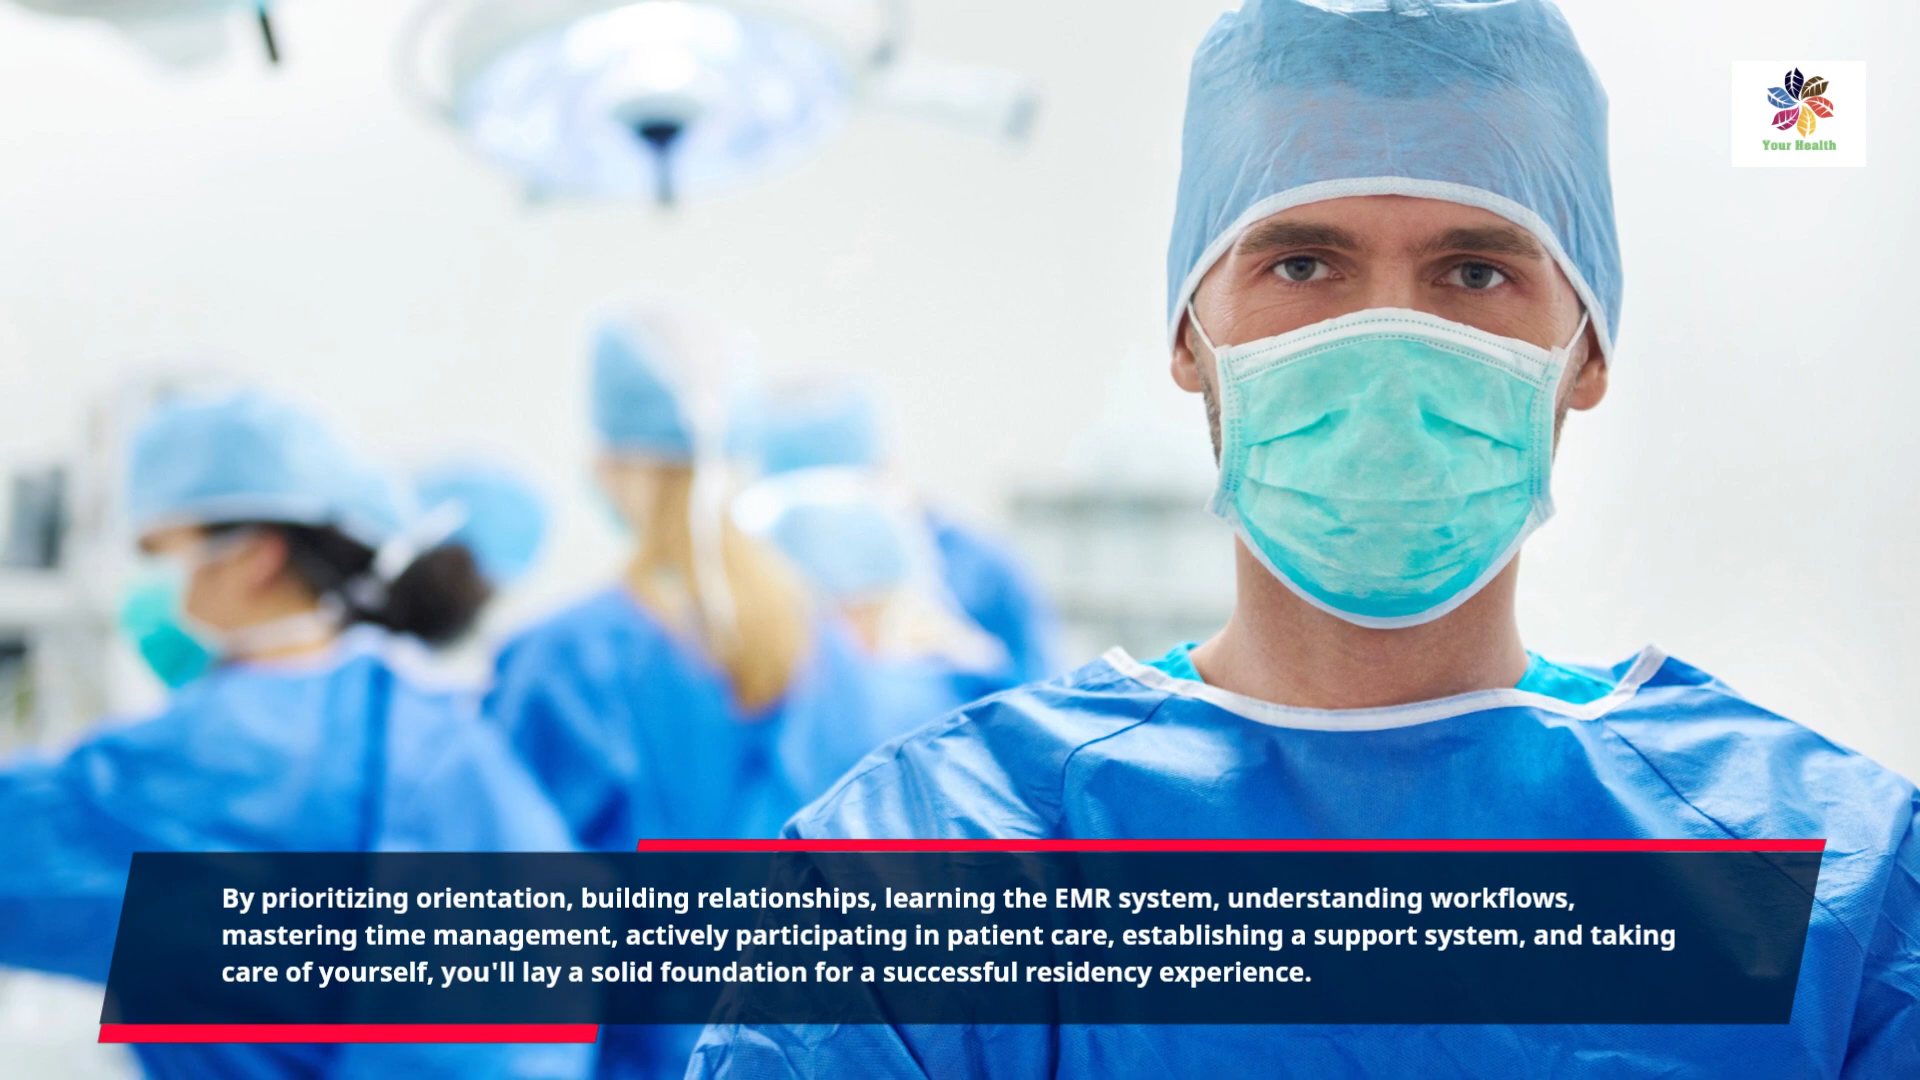 Your Health
By prioritizing orientation, building relationships, learning the EMR system, understanding workflows,
mastering time management, actively participating in patient care, establishing a support system, and taking
care of yourself, you'll lay a solid foundation for a successful residency experience.